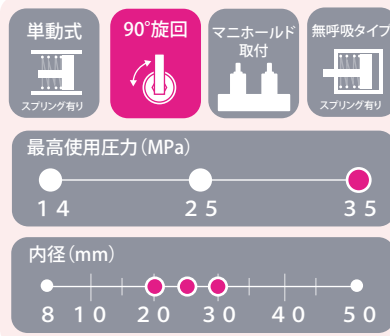 単動式
スプリング有り
90°旋回
マニホールド
取付
無呼吸タイプ
スプリング有り
最高使用圧力（MPa）
14 25 35
内径（mm）
8 10 20 30 40 50